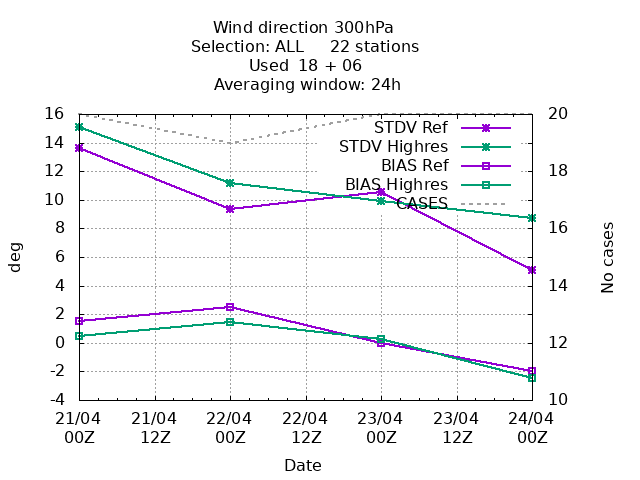 Wind direction 300hPa
Selection: ALL 22 stations
Used 18 + 06
Averaging window: 24h
16 20
STDV Ref
14
STDV Highres
12 18
BIAS Ref
BIAS Highres
10
CASES
8 16
6
deg
No cases
4 14
2
0 12
-2
-4 10
21/04 21/04 22/04 22/04 23/04 23/04 24/04
00Z 12Z 00Z 12Z 00Z 12Z 00Z
Date